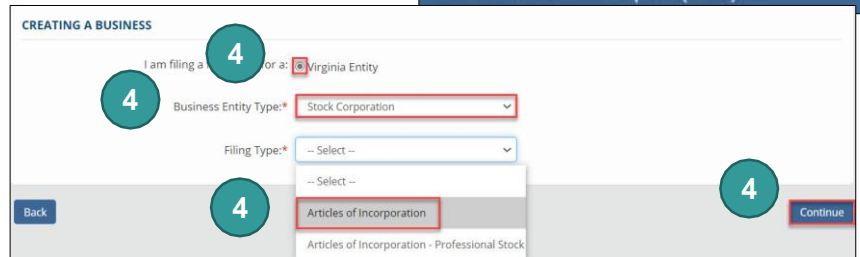 CREATING A BUSINESS
4
I am filing a or a: Virginia Entity
4
Business Entity Type:* Stock Corporation
Filing Type:* -- Select --
-- Select --
4
4
Back
Articles of Incorporation
Continue
Articles of Incorporation - Professional Stock